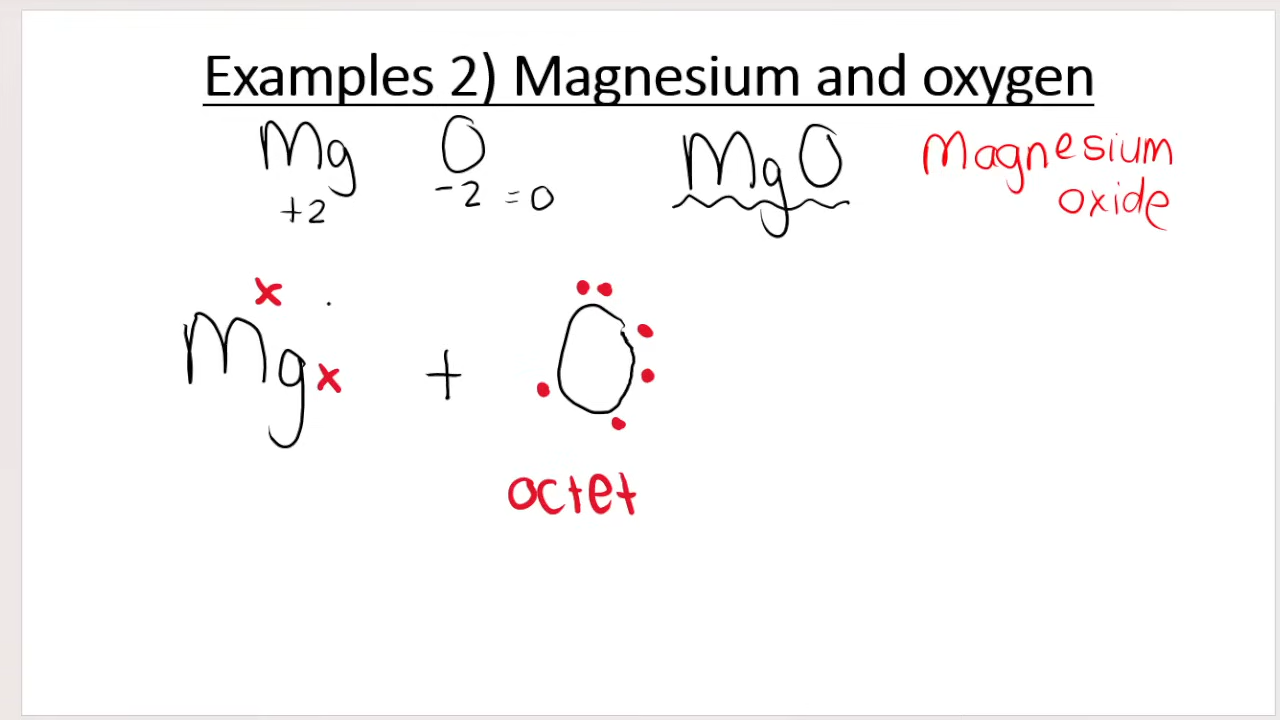 Examples 2) Magnesium and oxygen
Mg O MgO Magnesium
+2 -2 = 0 oxide
x
Mg x + O
octet